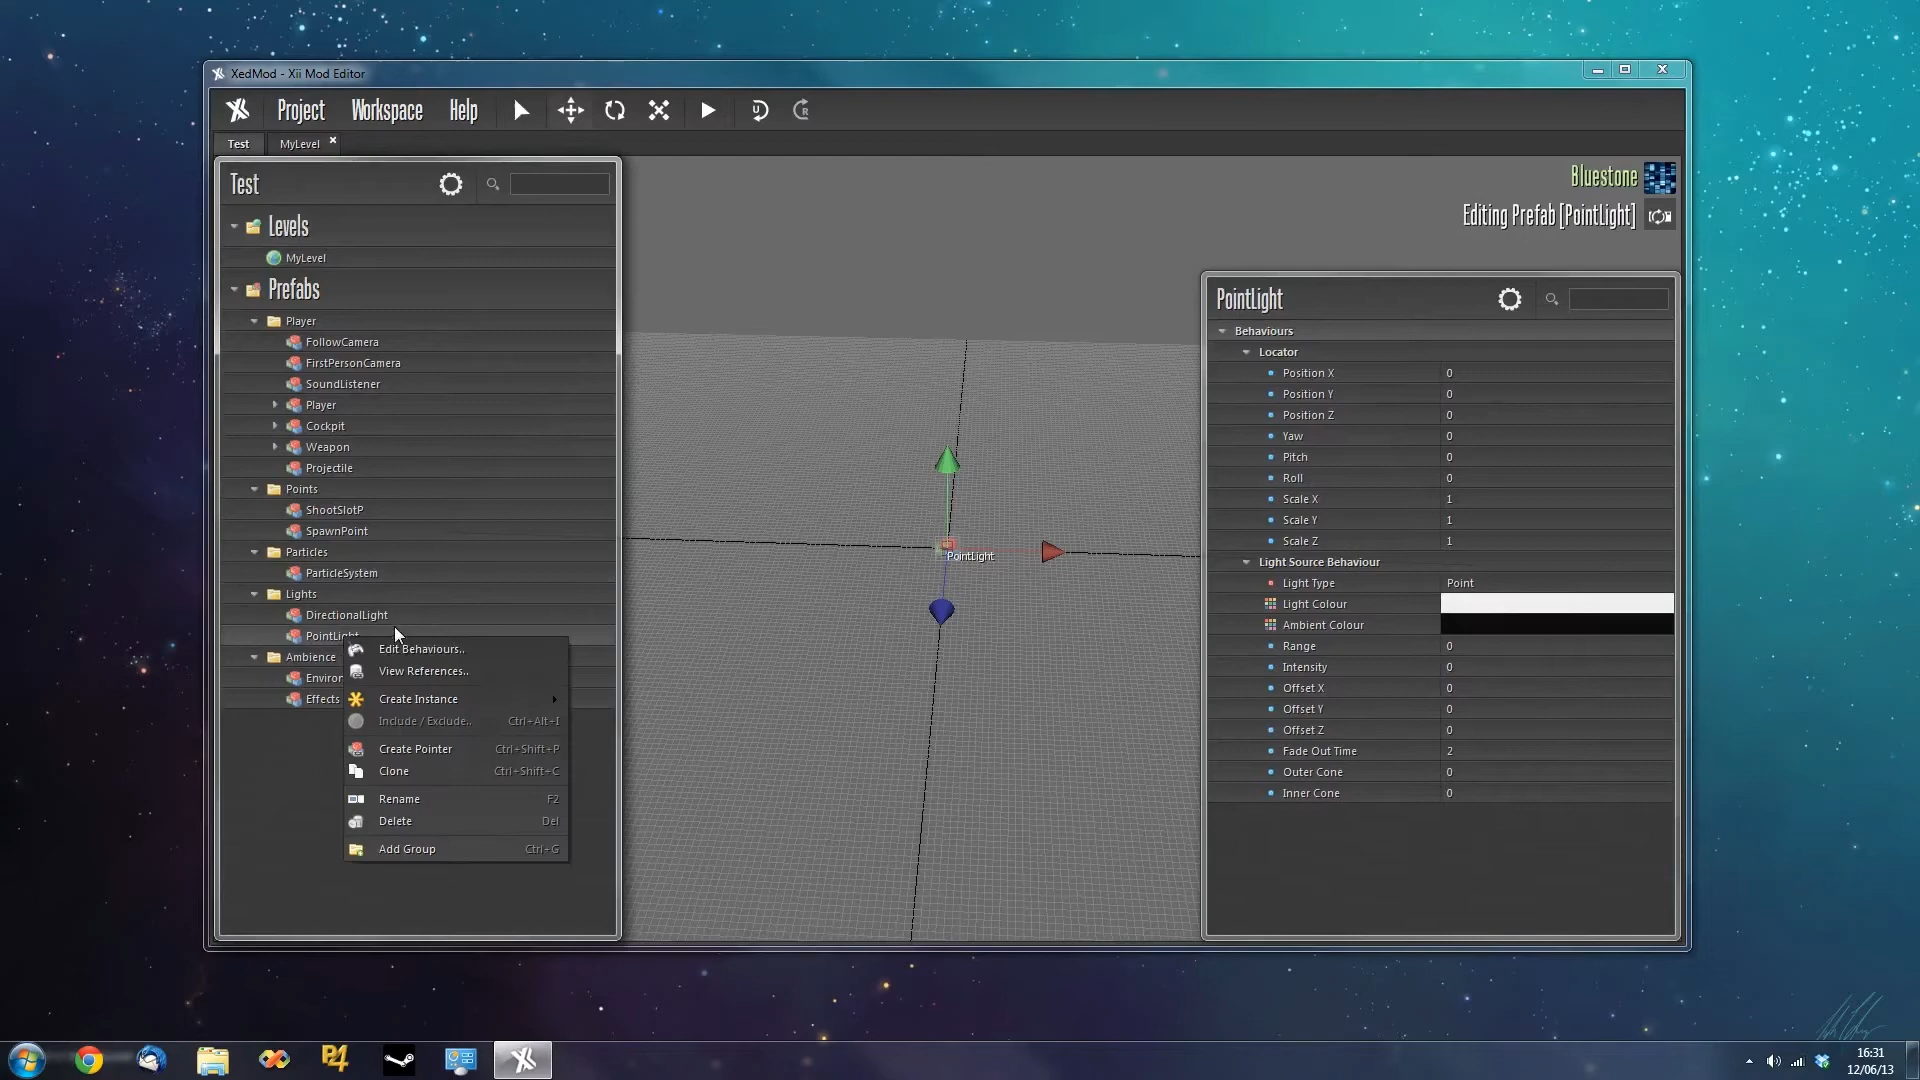 XedMod - Xii Mod Editor
Project Workspace Help
Test MyLevel
Test
Levels
MyLevel
Prefabs
Player
FollowCamera
FirstPersonCamera
SoundListener
Player
Cockpit
Weapon
Projectile
Points
ShootSlotP
SpawnPoint
Particles
ParticleSystem
Lights
DirectionalLight
PointLight
Ambience
Environ
Effects
Edit Behaviours..
View References..
Create Instance
Include / Exclude.. Ctrl+Alt+I
Create Pointer Ctrl+Shift+P
Clone Ctrl+Shift+C
Rename F2
Delete Del
Add Group Ctrl+G
PointLight
Bluestone
Editing Prefab [PointLight]
PointLight
Behaviours
Locator
Position X 0
Position Y 0
Position Z 0
Yaw 0
Pitch 0
Roll 0
Scale X 1
Scale Y 1
Scale Z 1
Light Source Behaviour
Light Type Point
Light Colour
Ambient Colour
Range 0
Intensity 0
Offset X 0
Offset Y 0
Offset Z 0
Fade Out Time 2
Outer Cone 0
Inner Cone 0
P4
16:31
12/06/13